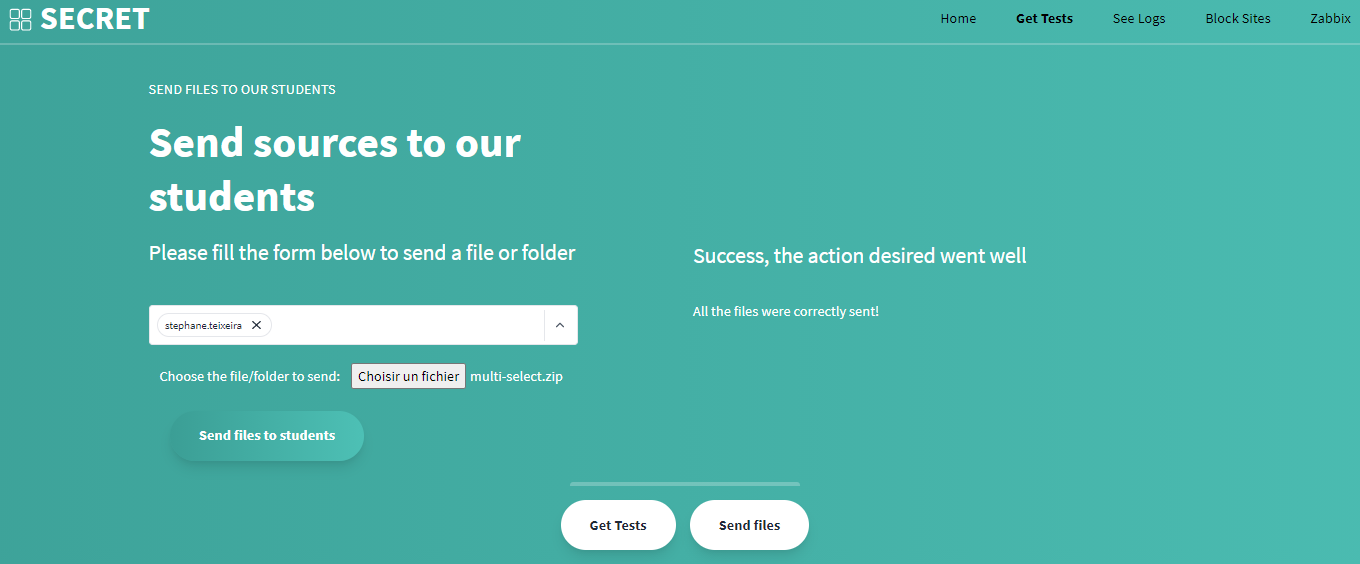 SECRET
Home Get Tests See Logs Block Sites Zabbix
SEND FILES TO OUR STUDENTS
Send sources to our
students
Please fill the form below to send a file or folder
Success, the action desired went well
stephane.teixeira
All the files were correctly sent!
Choose the file/folder to send: Choisir un fichier multi-select.zip
Send files to students
Get Tests Send files